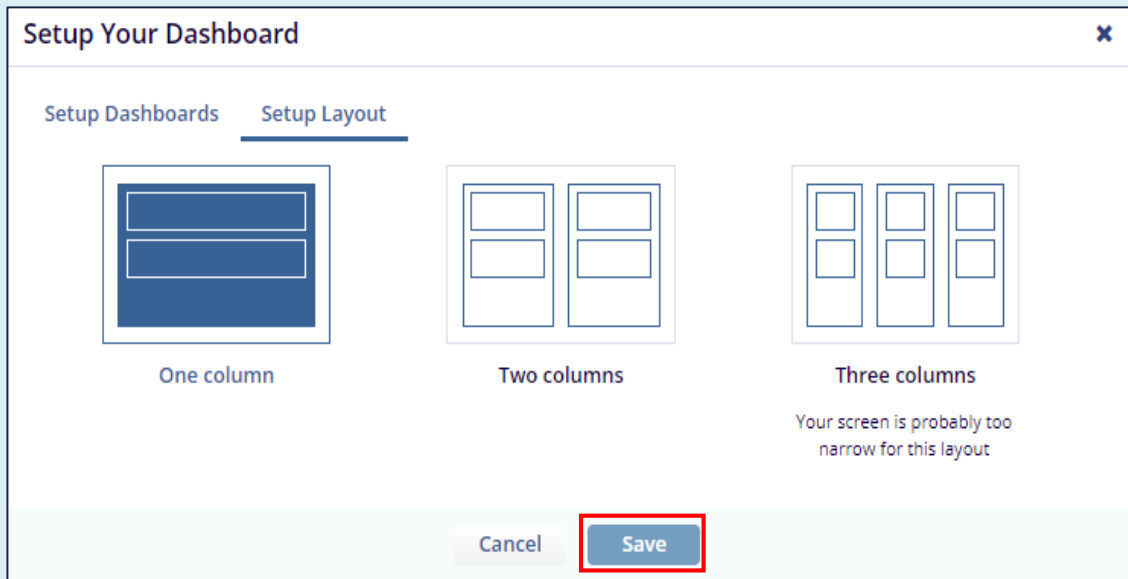 Setup Your Dashboard
Setup Dashboards
Setup Layout
One column
Two columns
Three columns
Your screen is probably too
narrow for this layout
Cancel
Save